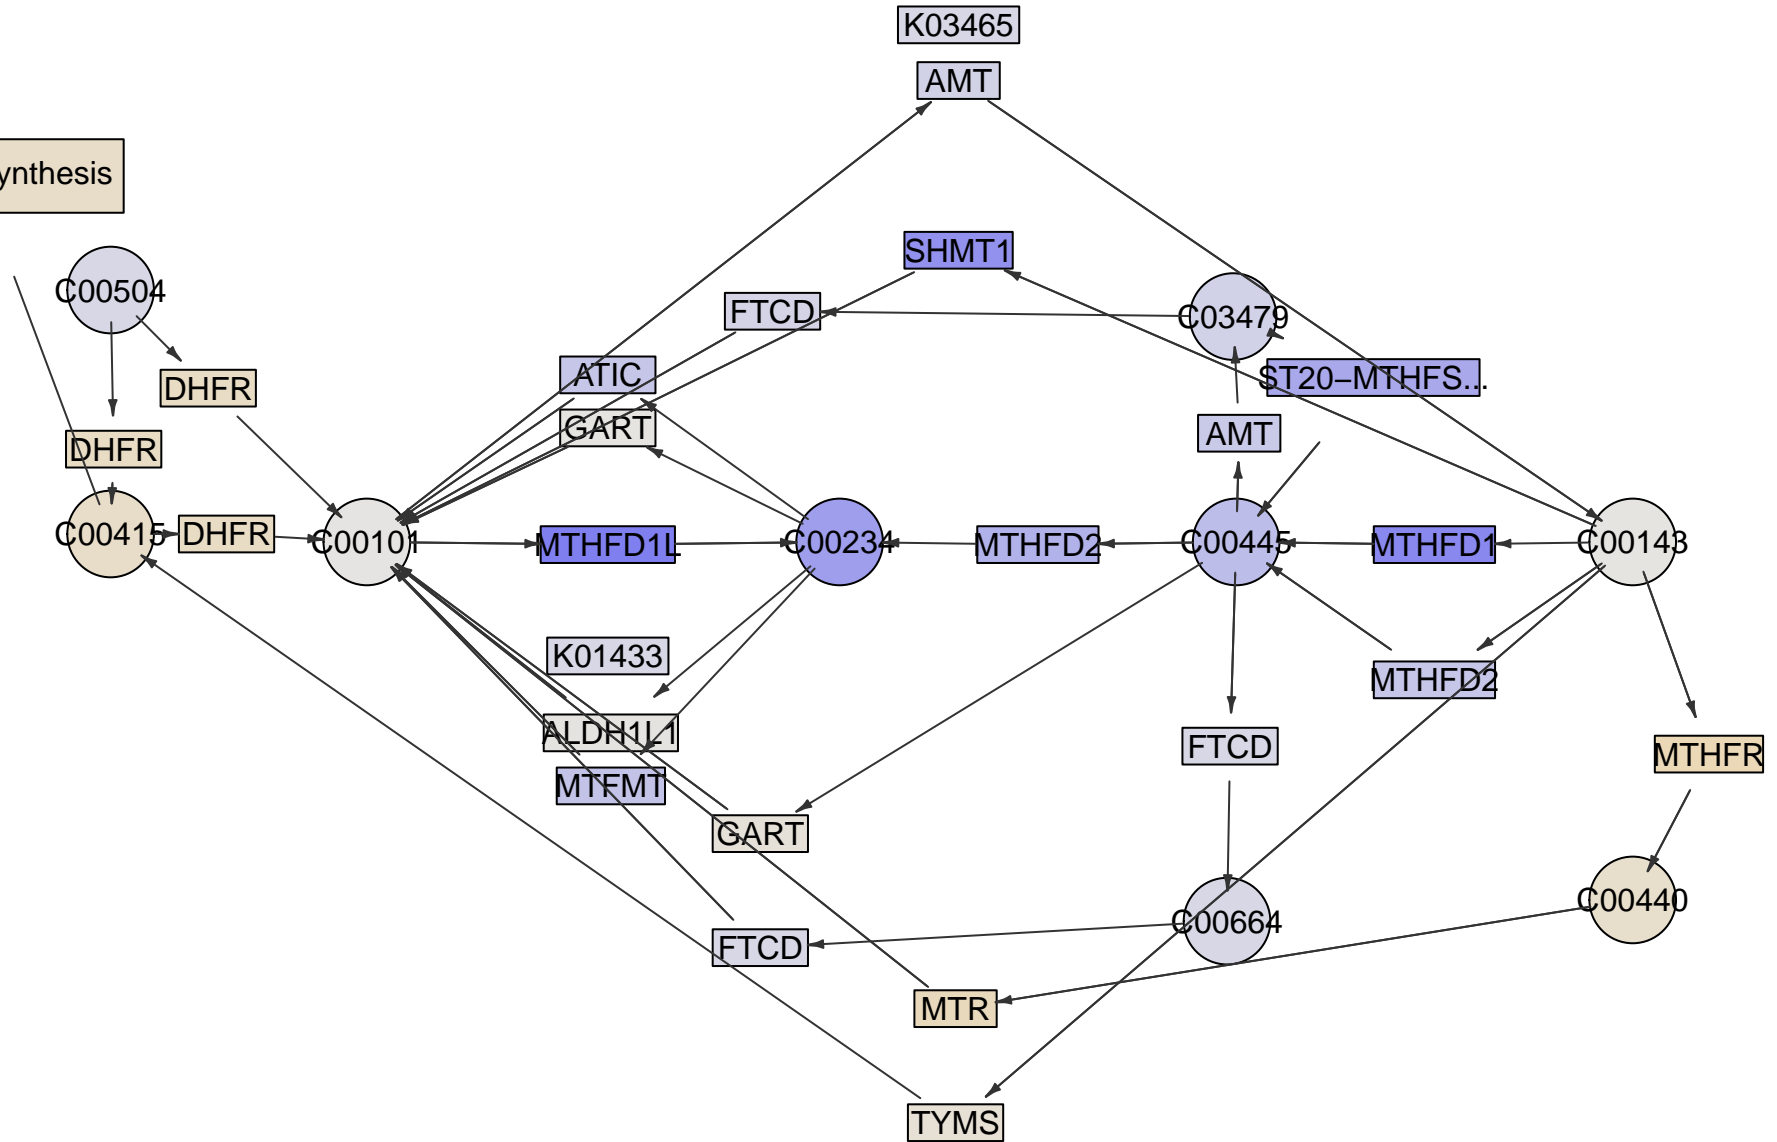 K03465
AMT
ynthesis
SHMT1
C00504
FTCD
C03479
ATIC
ST20−MTHFS...
DHFR
GART
AMT
DHFR
C00415
DHFR
C00101
MTHFD1L
C00234
MTHFD2
C00445
MTHFD1
C00143
K01433
MTHFD2
ALDH1L1
FTCD
MTHFR
MTFMT
GART
C00440
C00664
FTCD
MTR
TYMS